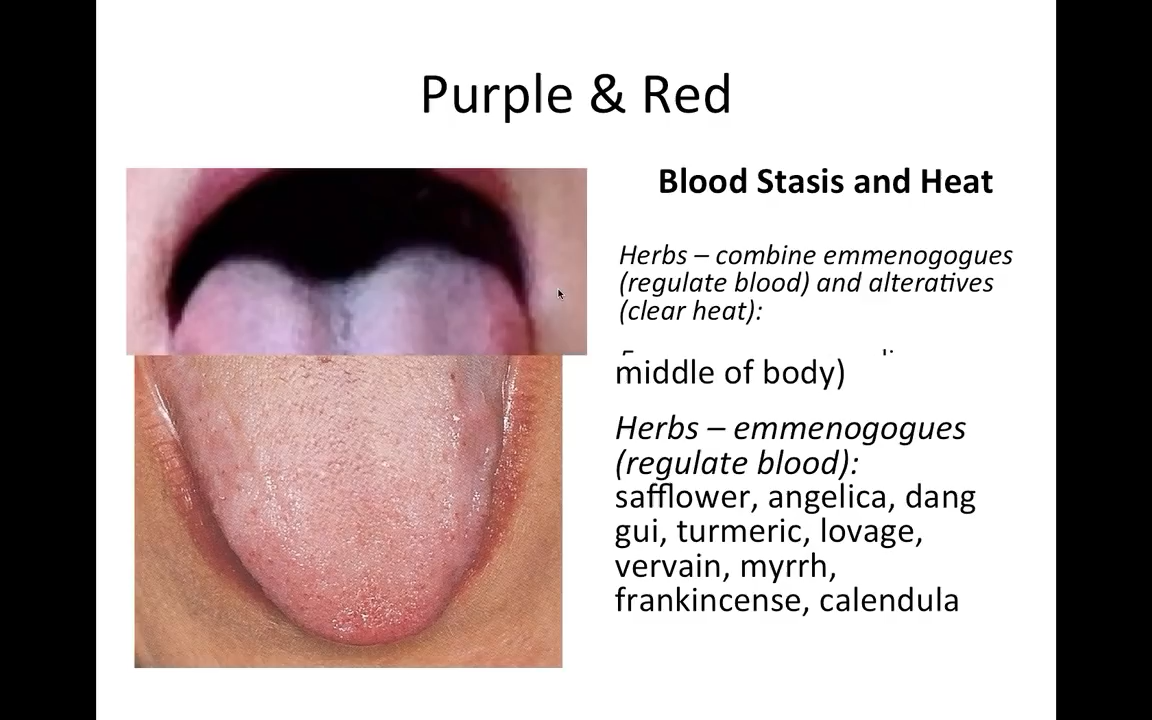 Purple & Red
Blood Stasis and Heat
Herbs – combine emmenogogues
(regulate blood) and alteratives
(clear heat):
middle of body)
Herbs – emmenogogues
(regulate blood):
safflower, angelica, dang
gui, turmeric, lovage,
vervain, myrrh,
frankincense, calendula